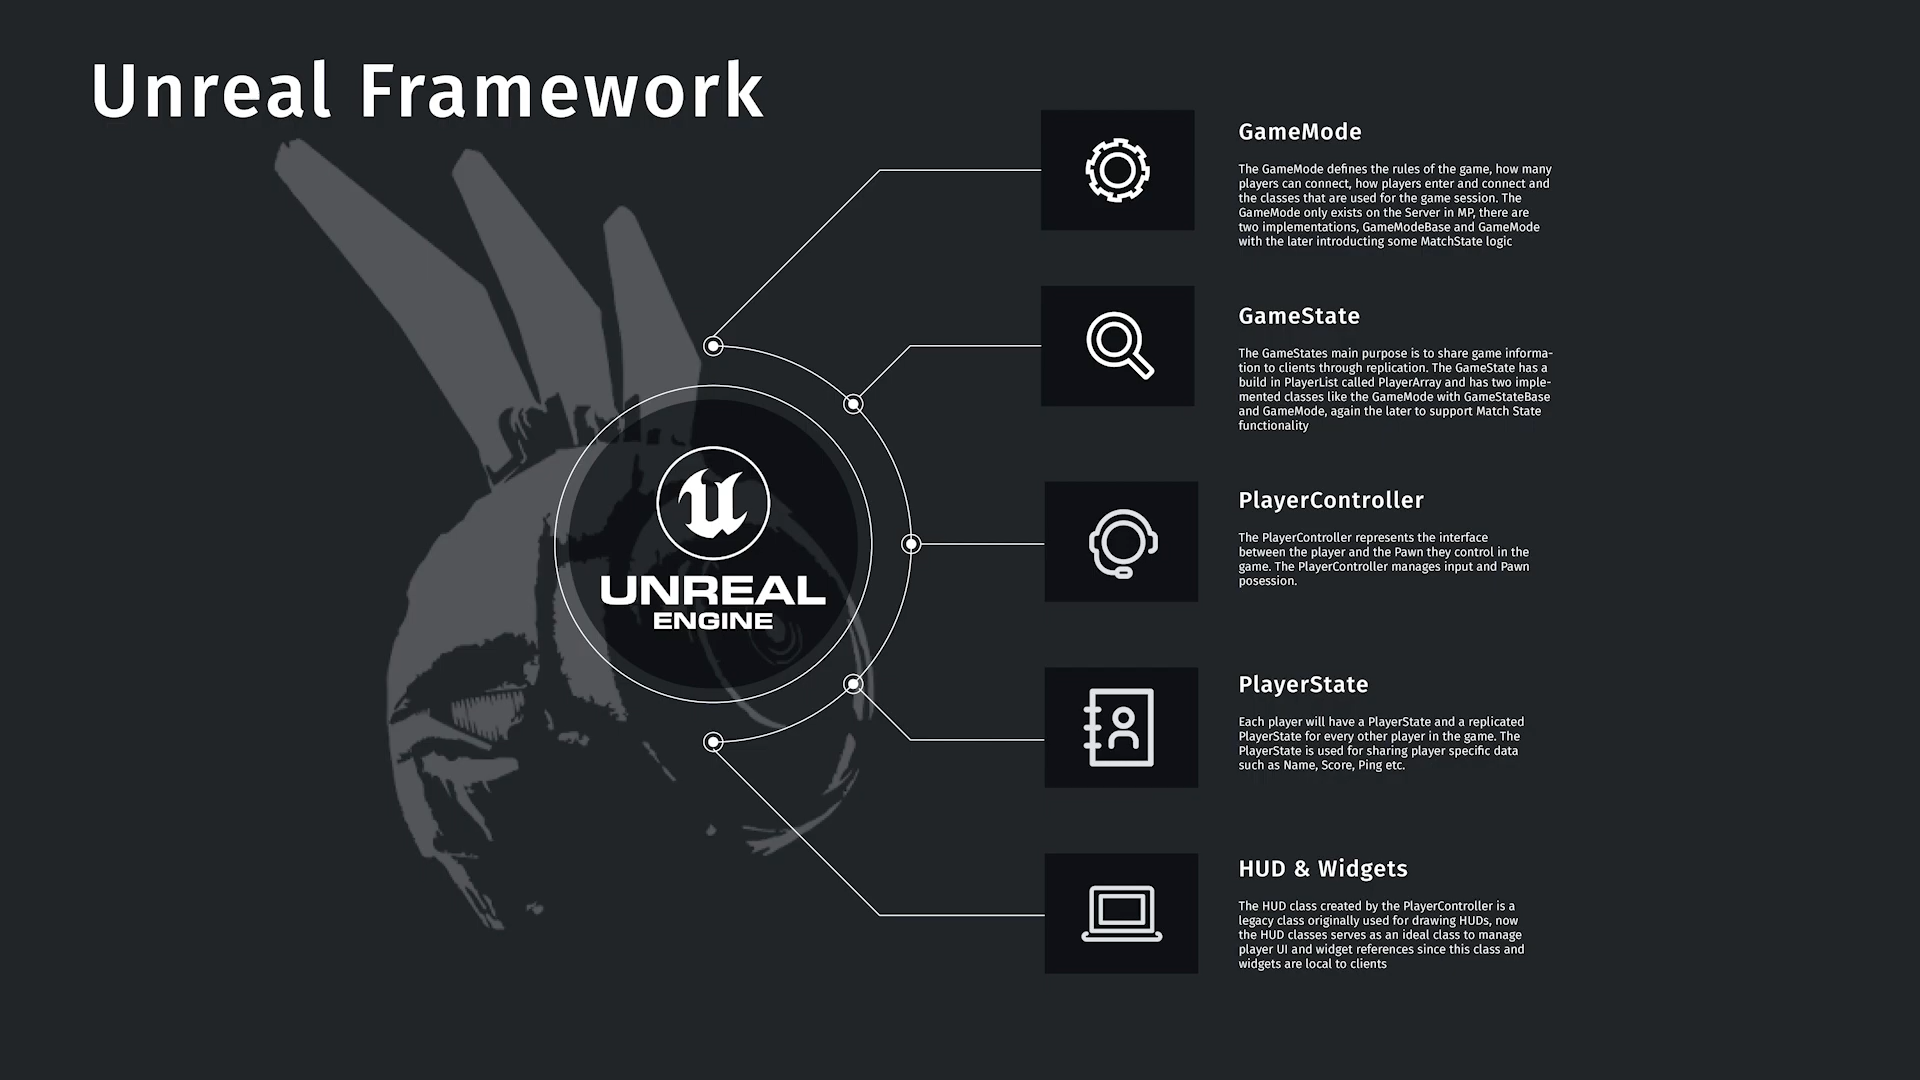 Unreal Framework
GameMode
The GameMode defines the rules of the game, how many
players can connect, how players enter and connect and
the classes that are used for the game session. The
GameMode only exists on the Server in MP, there are
two implementations, GameModeBase and GameMode
with the later introducting some MatchState logic
GameState
The GameStates main purpose is to share game informa-
tion to clients through replication. The GameState has a
build in PlayerList called PlayerArray and has two imple-
mented classes like the GameMode with GameStateBase
and GameMode, again the later to support Match State
functionality
PlayerController
The PlayerController represents the interface
between the player and the Pawn they control in the
game. The PlayerController manages input and Pawn
posession.
PlayerState
Each player will have a PlayerState and a replicated
PlayerState for every other player in the game. The
PlayerState is used for sharing player specific data
such as Name, Score, Ping etc.
HUD & Widgets
The HUD class created by the PlayerController is a
legacy class originally used for drawing HUDs, now
the HUD classes serves as an ideal class to manage
player UI and widget references since this class and
widgets are local to clients
UNREAL
ENGINE